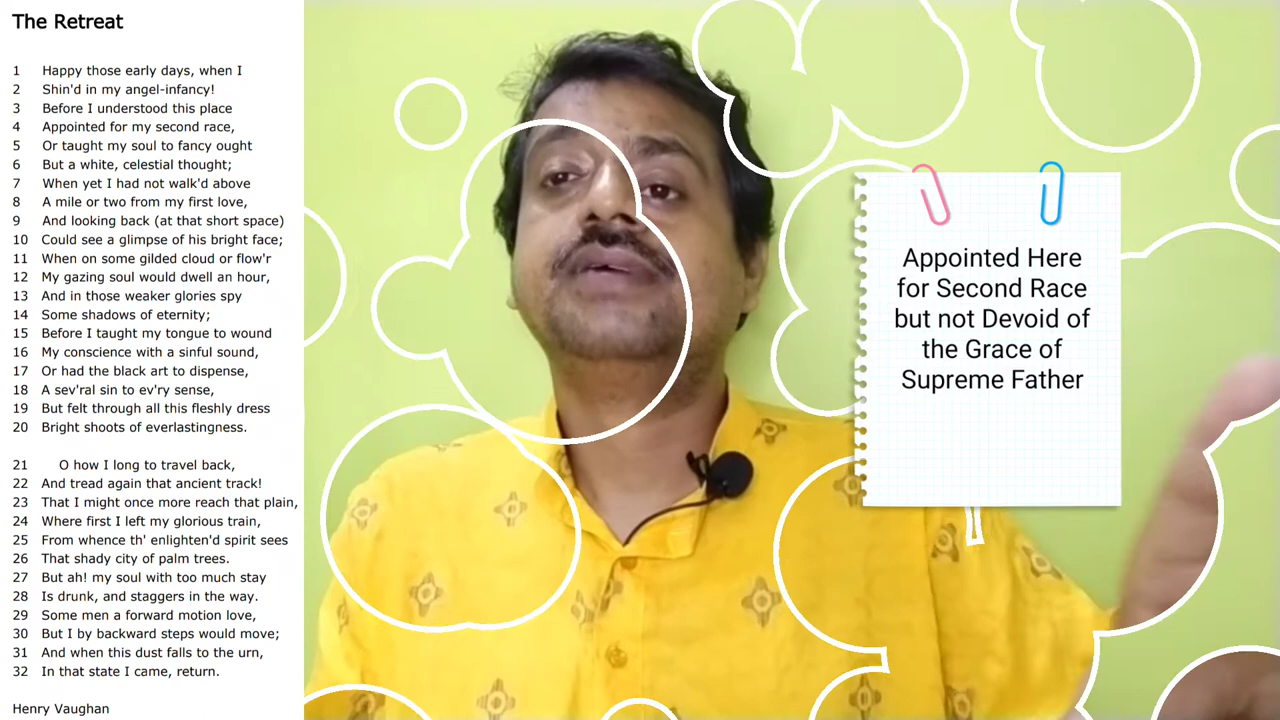 The Retreat
1 Happy those early days, when I
2 Shin'd in my angel-infancy!
3 Before I understood this place
4 Appointed for my second race,
5 Or taught my soul to fancy ought
6 But a white, celestial thought;
7 When yet I had not walk'd above
8 A mile or two from my first love,
9 And looking back (at that short space)
10 Could see a glimpse of his bright face;
11 When on some gilded cloud or flow'r
12 My gazing soul would dwell an hour,
13 And in those weaker glories spy
14 Some shadows of eternity;
15 Before I taught my tongue to wound
16 My conscience with a sinful sound,
17 Or had the black art to dispense,
18 A sev'ral sin to ev'ry sense,
19 But felt through all this fleshly dress
20 Bright shoots of everlastingness.
21 O how I long to travel back,
22 And tread again that ancient track!
23 That I might once more reach that plain,
24 Where first I left my glorious train,
25 From whence th' enlighten'd spirit sees
26 That shady city of palm trees.
27 But ah! my soul with too much stay
28 Is drunk, and staggers in the way.
29 Some men a forward motion love,
30 But I by backward steps would move;
31 And when this dust falls to the urn,
32 In that state I came, return.
Henry Vaughan
Appointed Here
for Second Race
but not Devoid of
the Grace of
Supreme Father